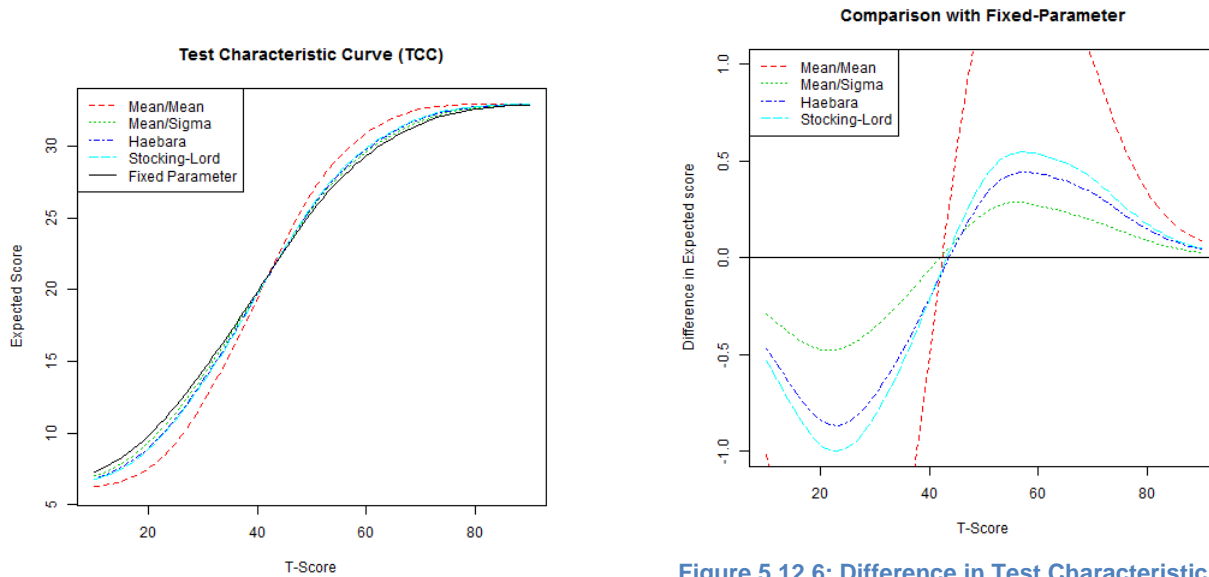 Test Characteristic Curve (TCC)
Mean/Mean
Mean/Sigma
Haebara
Stocking-Lord
Fixed Parameter
Expected Score
30
25
20
15
10
5
20
40
60
80
T-Score
Comparison with Fixed-Parameter
Mean/Mean
Mean/Sigma
Haebara
Stocking-Lord
Difference in Expected score
1.0
0.5
0.0
-0.5
-1.0
20
40
60
80
T-Score
Figure 5.12.6: Difference in Test Characteristic